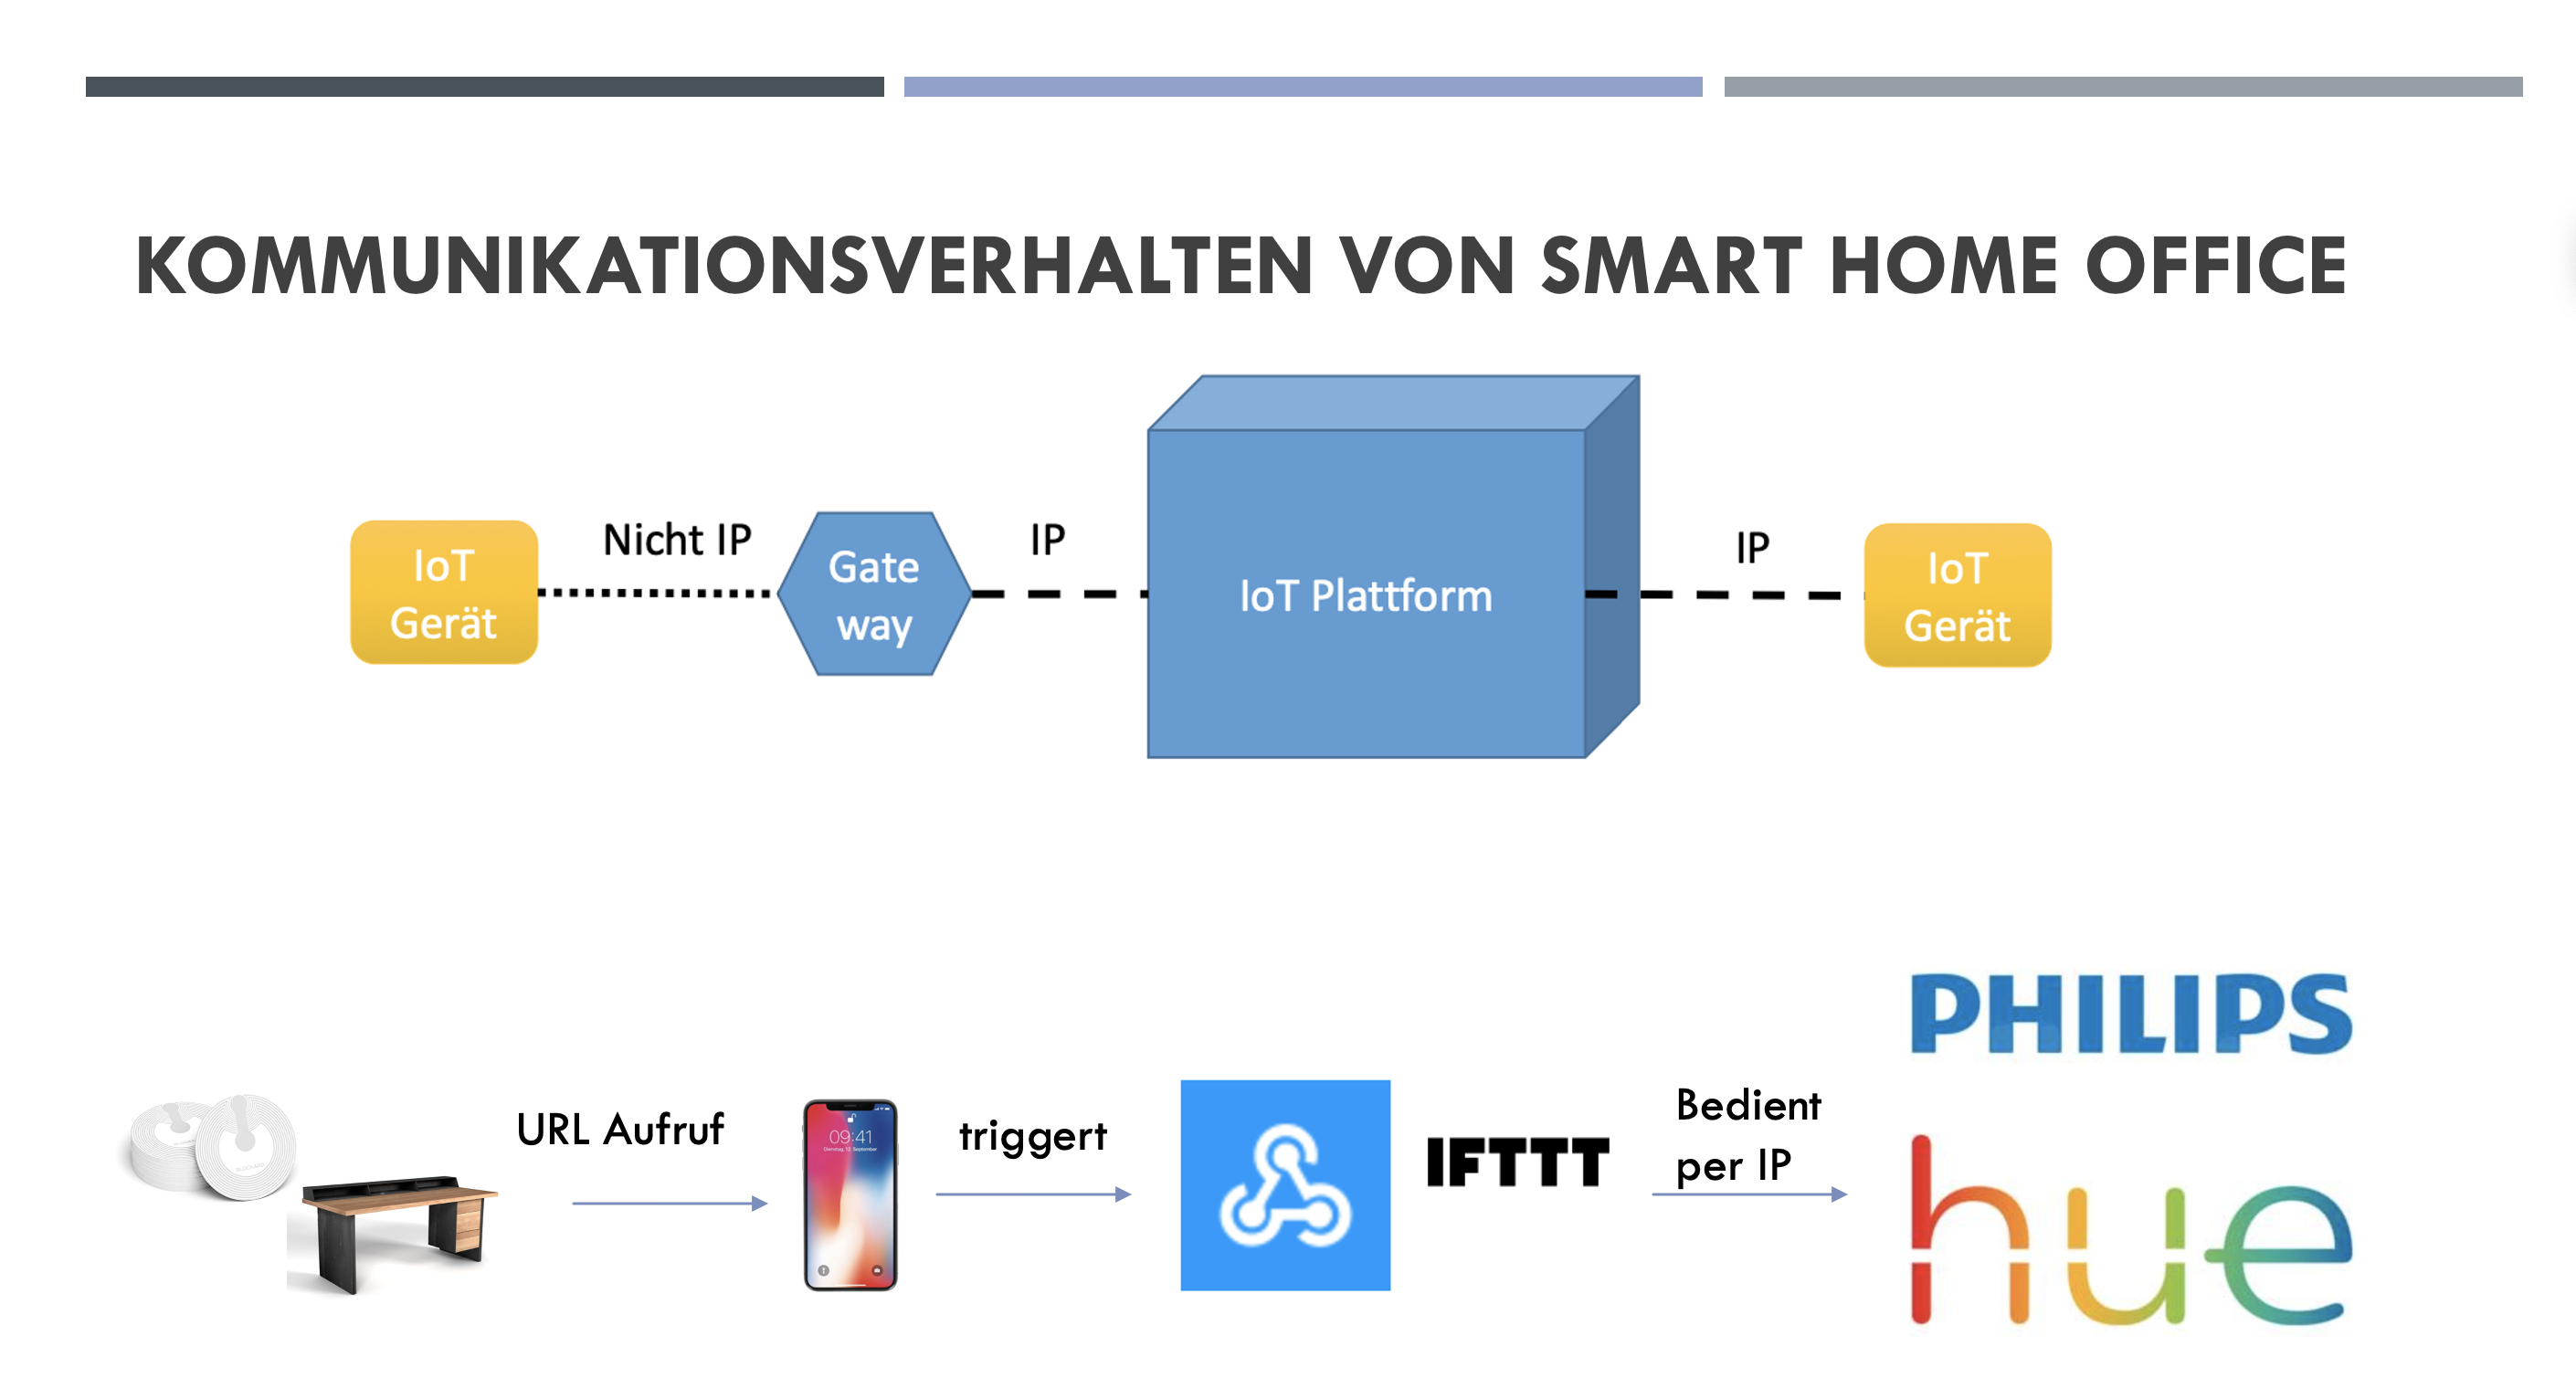 KOMMUNIKATIONSVERHALTEN VON SMART HOME OFFICE
IoT
Gerät
Nicht IP
Gate
way
IP
IoT Plattform
IP
IoT
Gerät
URL Aufruf
09:41
triggert
IFTTT
Bedient
per IP
PHILIPS
hue